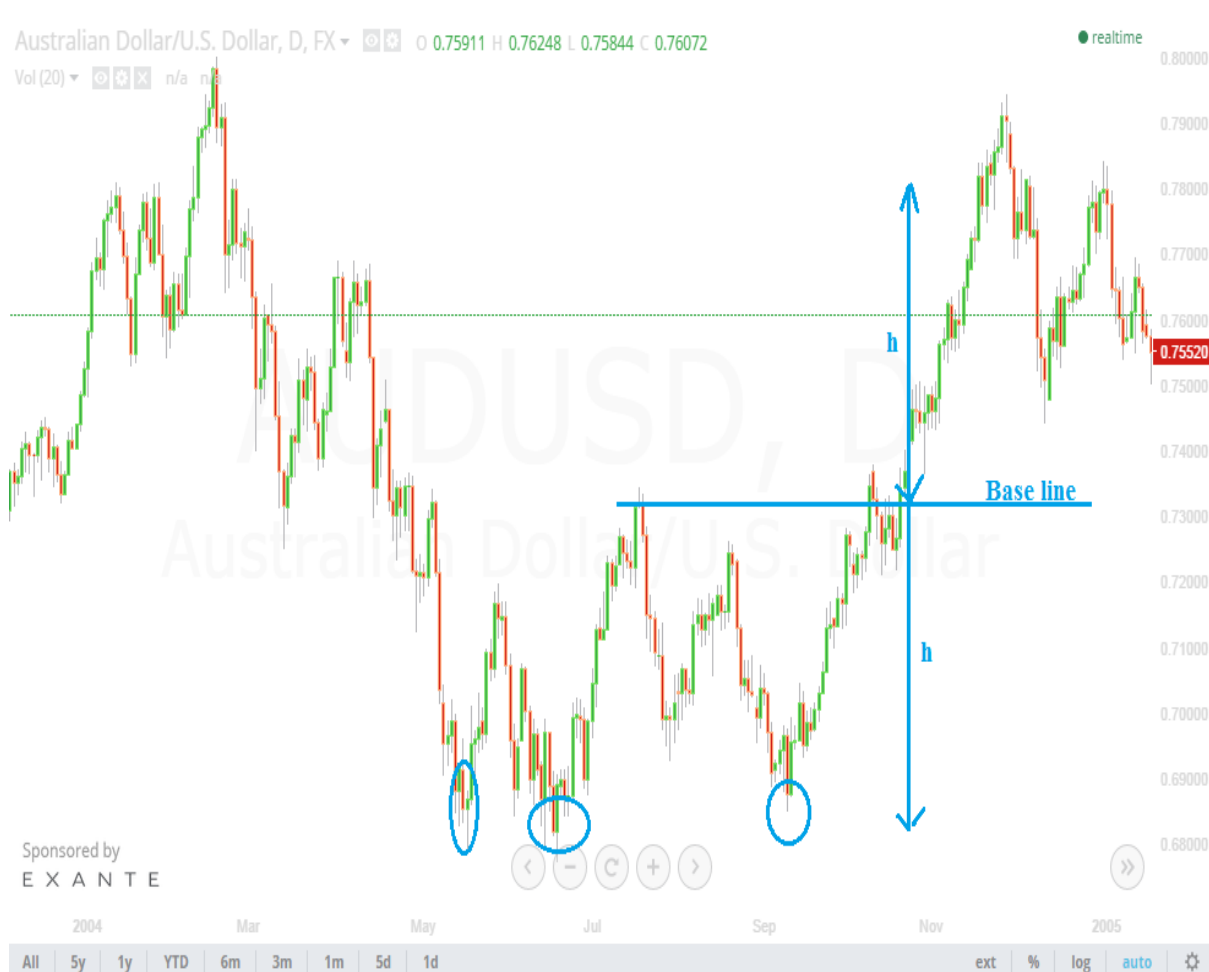 Australian Dollar/U.S. Dollar, D, FX O 0.75911 H 0.76248 L 0.75844 C 0.76072
realtime
Vol (20) n/a n/a
0.80000
0.79000
0.78000
0.77000
0.76000
0.75520
0.75000
0.74000
0.73000
0.72000
0.71000
0.70000
0.69000
0.68000
AUDUSD, D
Australian Dollar/U.S. Dollar
h
Base line
h
Sponsored by
EXANTE
2004 Mar May Jul Sep Nov 2005
All 5y 1y YTD 6m 3m 1m 5d 1d ext % log auto